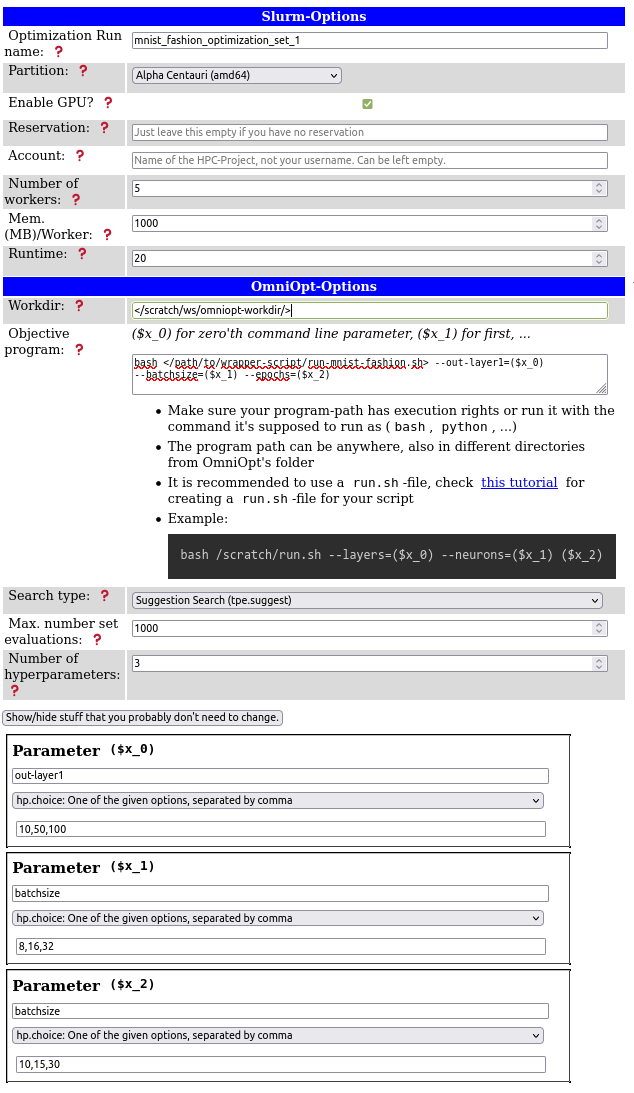 Slurm-Options
Optimization Run
name: ❓
mnist_fashion_optimization_set_1
Partition: ❓
Alpha Centauri (amd64)
Enable GPU? ❓
Reservation: ❓
Just leave this empty if you have no reservation
Account: ❓
Name of the HPC-Project, not your username. Can be left empty.
Number of
workers: ❓
5
Mem.
(MB)/Worker: ❓
1000
Runtime: ❓
20
OmniOpt-Options
Workdir: ❓
</scratch/ws/omniopt-workdir/>
Objective
program: ❓
($x_0) for zero'th command line parameter, ($x_1) for first, ...
bash </path/to/wrapper-script/run-mnist-fashion.sh> --out-layer1=($x_0)
--batchsize=($x_1) --epochs=($x_2)
• Make sure your program-path has execution rights or run it with the
command it's supposed to run as ( bash , python , ...)
• The program path can be anywhere, also in different directories
from OmniOpt's folder
• It is recommended to use a run.sh -file, check this tutorial for
creating a run.sh -file for your script
• Example:
bash /scratch/run.sh --layers=($x_0) --neurons=($x_1) ($x_2)
Search type: ❓
Suggestion Search (tpe.suggest)
Max. number set
evaluations: ❓
1000
Number of
hyperparameters:
❓
3
Show/hide stuff that you probably don't need to change.
Parameter ($x_0)
out-layer1
hp.choice: One of the given options, separated by comma
10,50,100
Parameter ($x_1)
batchsize
hp.choice: One of the given options, separated by comma
8,16,32
Parameter ($x_2)
batchsize
hp.choice: One of the given options, separated by comma
10,15,30